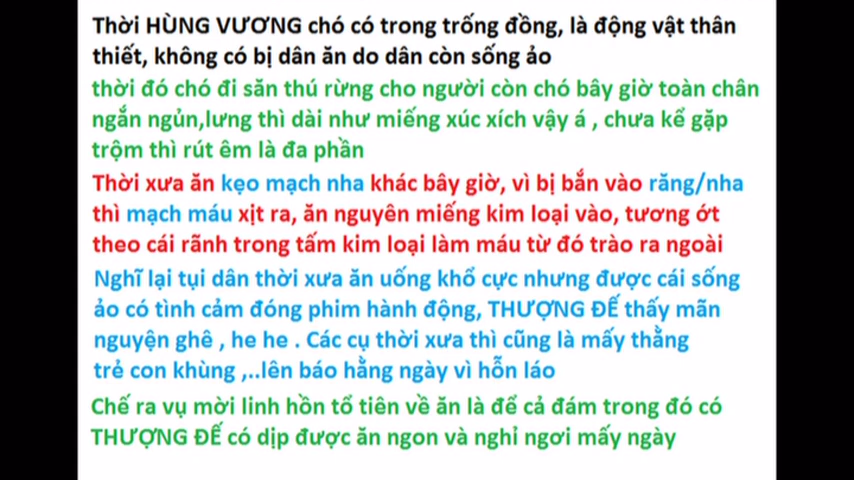 Thời HÙNG VƯƠNG chó có trong trống đồng, là động vật thân
thiết, không có bị dân ăn do dân còn sống ảo
thời đó chó đi săn thú rừng cho người còn chó bây giờ toàn chân
ngắn ngủn,lưng thì dài như miếng xúc xích vậy á , chưa kể gặp
trộm thì rút êm là đa phần
Thời xưa ăn kẹo mạch nha khác bây giờ, vì bị bắn vào răng/nha
thì mạch máu xịt ra, ăn nguyên miếng kim loại vào, tương ớt
theo cái rãnh trong tấm kim loại làm máu từ đó trào ra ngoài
Nghĩ lại tụi dân thời xưa ăn uống khổ cực nhưng được cái sống
ảo có tình cảm đóng phim hành động, THƯỢNG ĐẾ thấy mãn
nguyện ghê , he he . Các cụ thời xưa thì cũng là mấy thằng
trẻ con khùng ,..lên báo hằng ngày vì hỗn láo
Chế ra vụ mời linh hồn tổ tiên về ăn là để cả đám trong đó có
THƯỢNG ĐẾ có dịp được ăn ngon và nghỉ ngơi mấy ngày